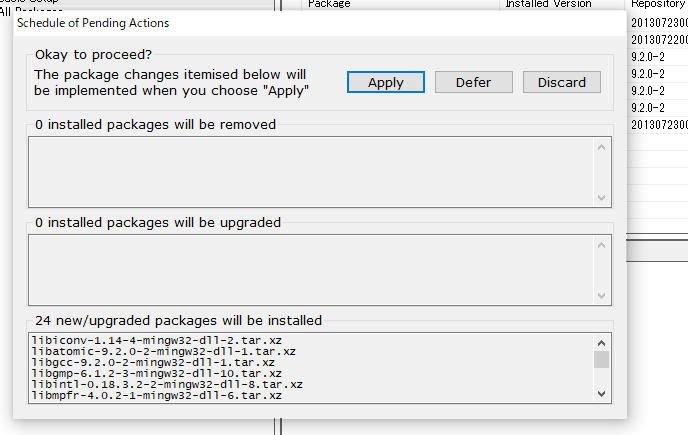 Package
Installed Version
Repository
All Packages
Schedule of Pending Actions
2013072300
2013072200
9.2.0-2
9.2.0-2
9.2.0-2
9.2.0-2
2013072300
Okay to proceed?
The package changes itemised below will
be implemented when you choose "Apply"
Apply
Defer
Discard
0 installed packages will be removed
0 installed packages will be upgraded
24 new/upgraded packages will be installed
libiconv-1.14-4-mingw32-dll-2.tar.xz
libatomic-9.2.0-2-mingw32-dll-1.tar.xz
libgcc-9.2.0-2-mingw32-dll-1.tar.xz
libgmp-6.1.2-3-mingw32-dll-10.tar.xz
libintl-0.18.3.2-2-mingw32-dll-8.tar.xz
libmpfr-4.0.2-1-mingw32-dll-6.tar.xz